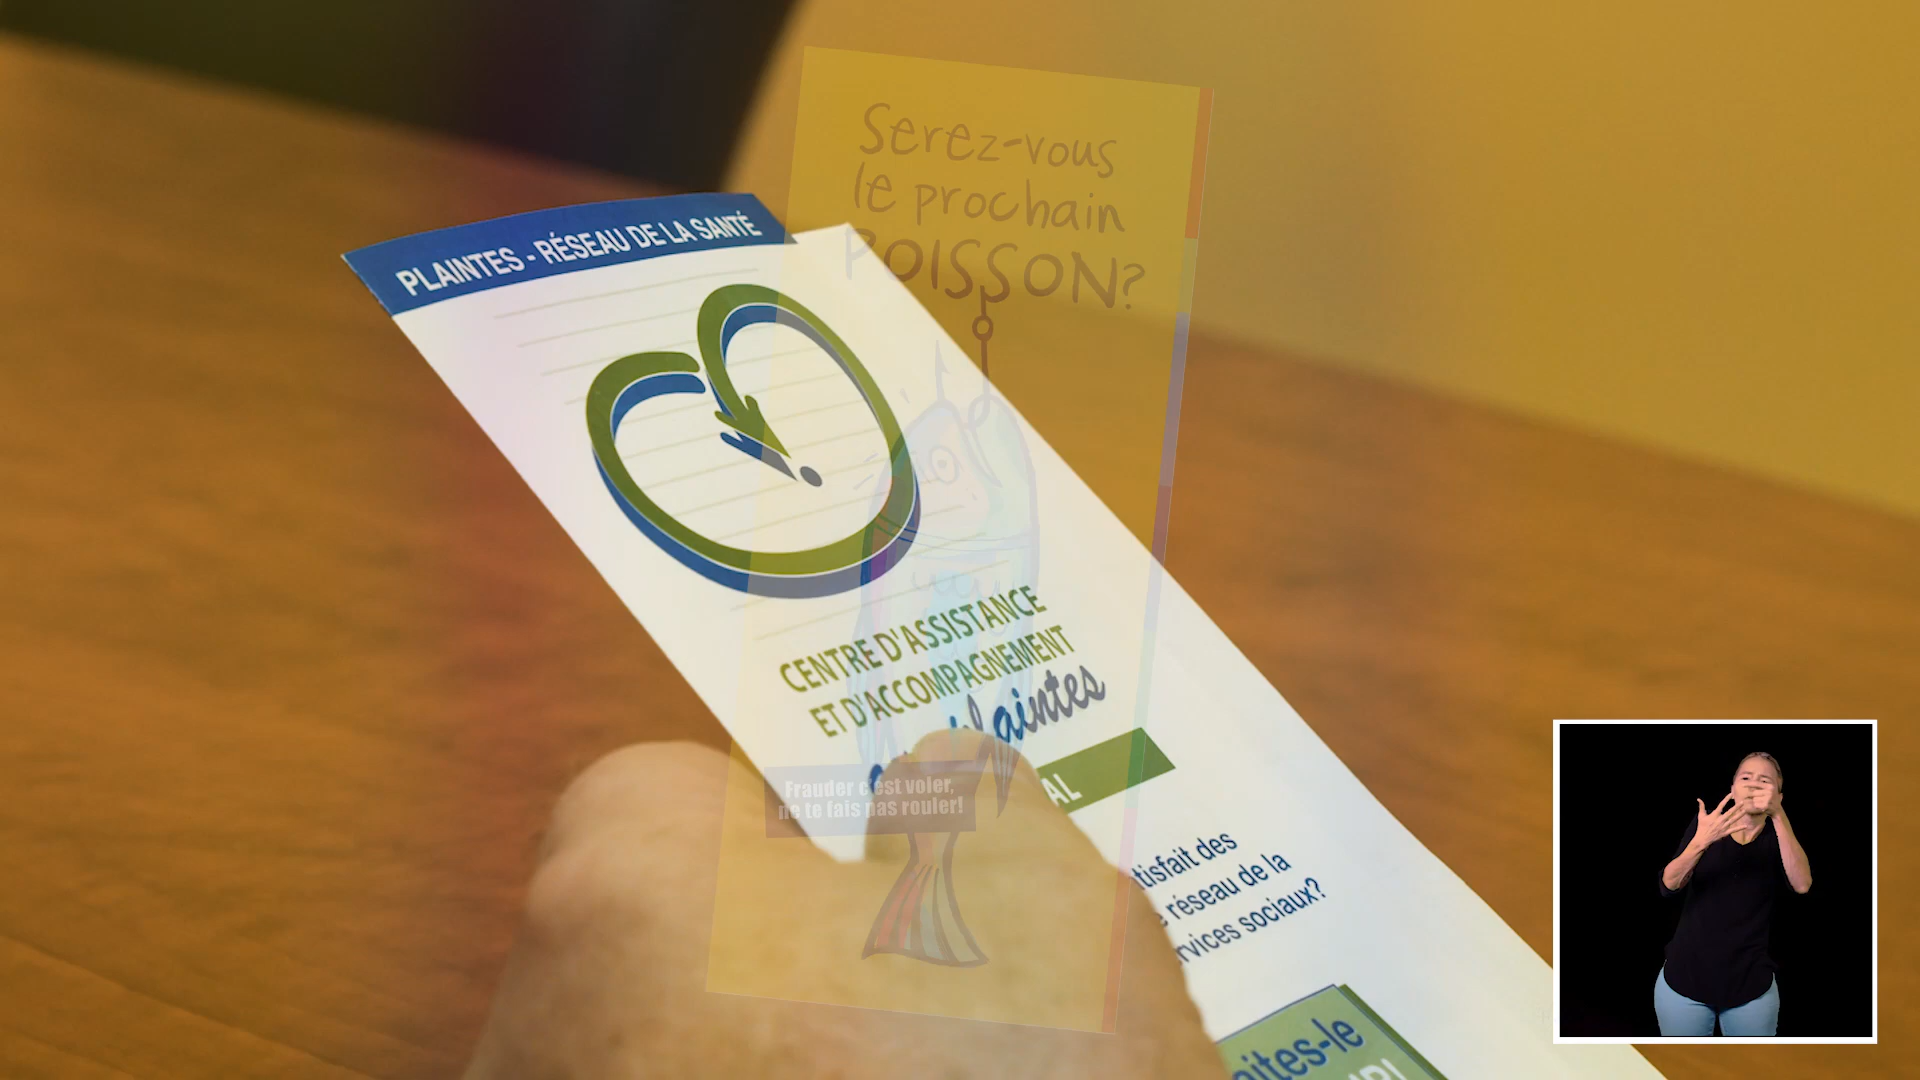 Serez-vous
le prochain
POISSON?
PLAINTES - RÉSEAU DE LA SANTÉ
CENTRE D'ASSISTANCE
ET D'ACCOMPAGNEMENT
Frauder c'est voler,
ne te fais pas rouler!
réseau de la
sociaux?